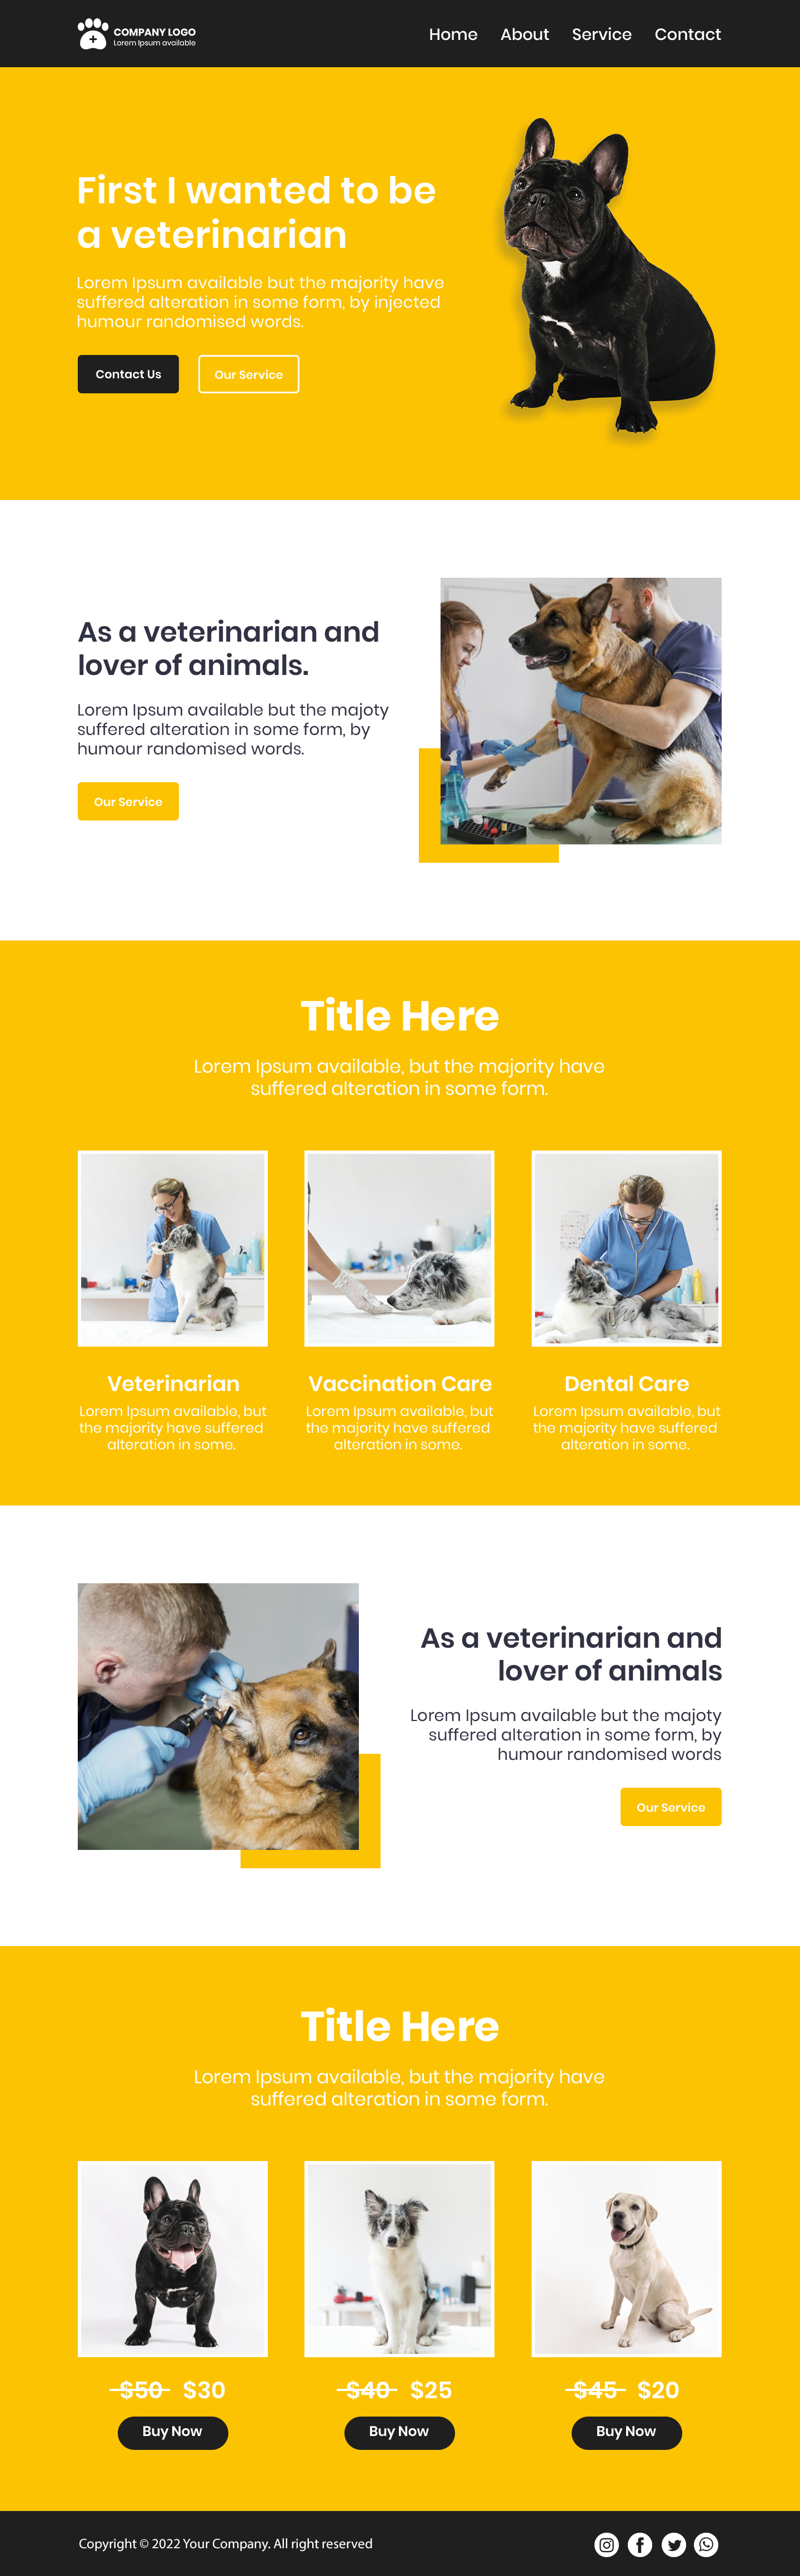 COMPANY LOGO
Lorem Ipsum available
Home About Service Contact
First I wanted to be
a veterinarian
Lorem Ipsum available but the majority have
suffered alteration in some form, by injected
humour randomised words.
Contact Us
Our Service
As a veterinarian and
lover of animals.
Lorem Ipsum available but the majoty
suffered alteration in some form, by
humour randomised words.
Our Service
Title Here
Lorem Ipsum available, but the majority have
suffered alteration in some form.
Veterinarian
Lorem Ipsum available, but
the majority have suffered
alteration in some.
Vaccination Care
Lorem Ipsum available, but
the majority have suffered
alteration in some.
Dental Care
Lorem Ipsum available, but
the majority have suffered
alteration in some.
As a veterinarian and
lover of animals
Lorem Ipsum available but the majoty
suffered alteration in some form, by
humour randomised words
Our Service
Title Here
Lorem Ipsum available, but the majority have
suffered alteration in some form.
$50 $30
Buy Now
$40 $25
Buy Now
$45 $20
Buy Now
Copyright © 2022 Your Company. All right reserved